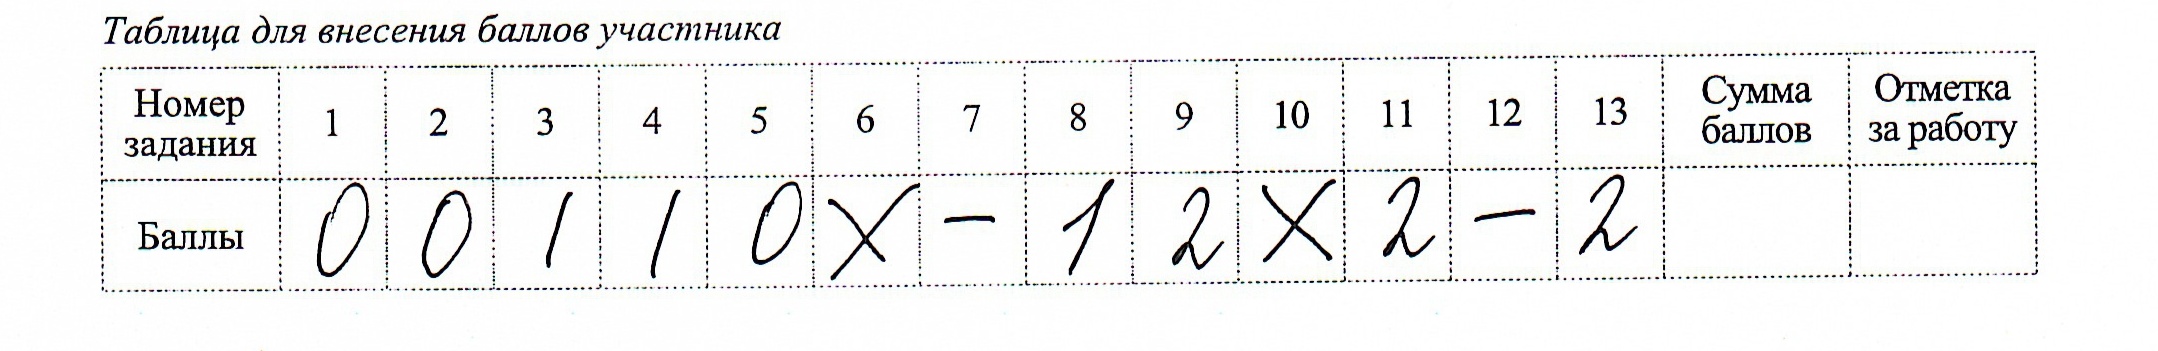 Таблица для внесения баллов участника
Номер задания 1 2 3 4 5 6 7 8 9 10 11 12 13 Сумма баллов Отметка за работу
Баллы 0 0 1 1 0 X - 1 2 X 2 - 2